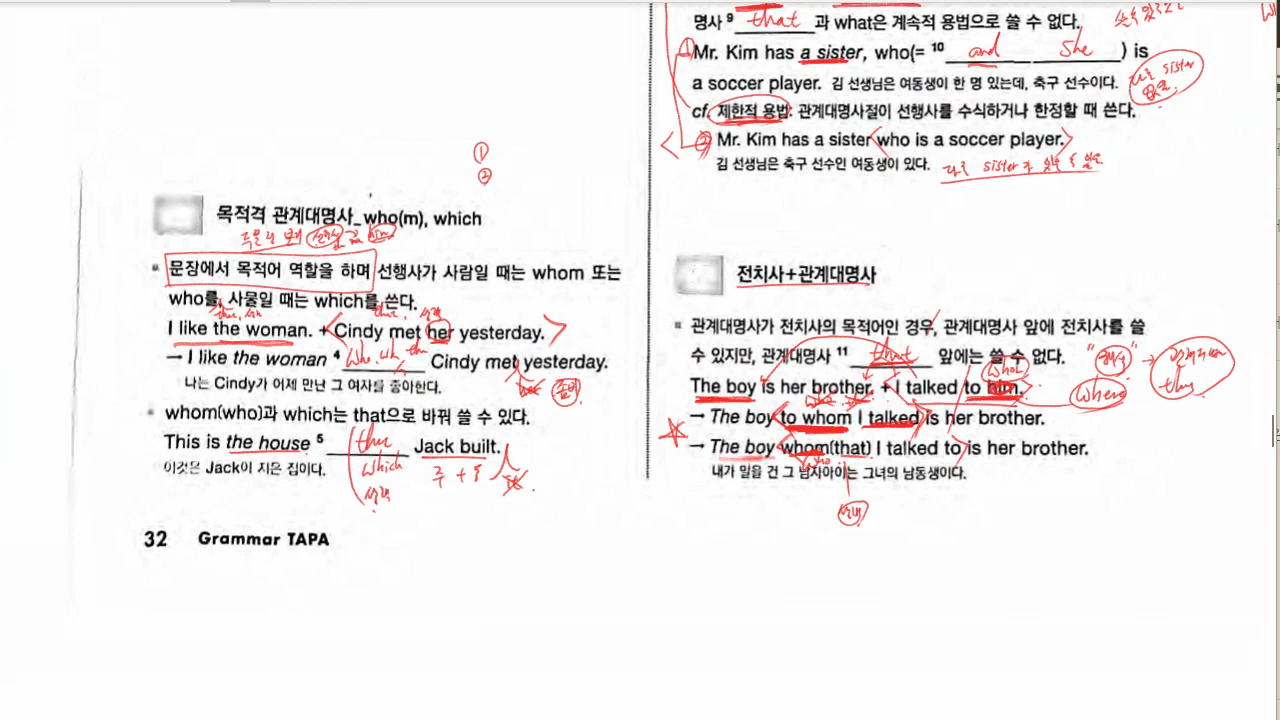 ①
②
목적격 관계대명사_who(m), which
문장에서 목적어 역할을 하며 선행사가 사람일 때는 whom 또는
who를, 사물일 때는 which를 쓴다.
I like the woman. + Cindy met her yesterday.
→ I like the woman 4 Cindy met yesterday.
나는 Cindy가 어제 만난 그 여자를 좋아한다.
whom(who)과 which는 that으로 바꿔 쓸 수 있다.
This is the house 5 Jack built.
which
이것은 Jack이 지은 집이다.
32 Grammar TAPA
명사 9 that 과 what은 계속적 용법으로 쓸 수 없다.
① Mr. Kim has a sister, who(= 10 and she ) is
a soccer player. 김 선생님은 여동생이 한 명 있는데, 축구 선수이다.
cf. 제한적 용법: 관계대명사절이 선행사를 수식하거나 한정할 때 쓴다.
② Mr. Kim has a sister who is a soccer player.
김 선생님은 축구 선수인 여동생이 있다.
전치사+관계대명사
관계대명사가 전치사의 목적어인 경우, 관계대명사 앞에 전치사를 쓸
수 있지만, 관계대명사 11 that 앞에는 쓸 수 없다.
The boy is her brother. + I talked to him.
→ The boy to whom I talked is her brother.
→ The boy whom(that) I talked to is her brother.
내가 말을 건 그 남자아이는 그녀의 남동생이다.